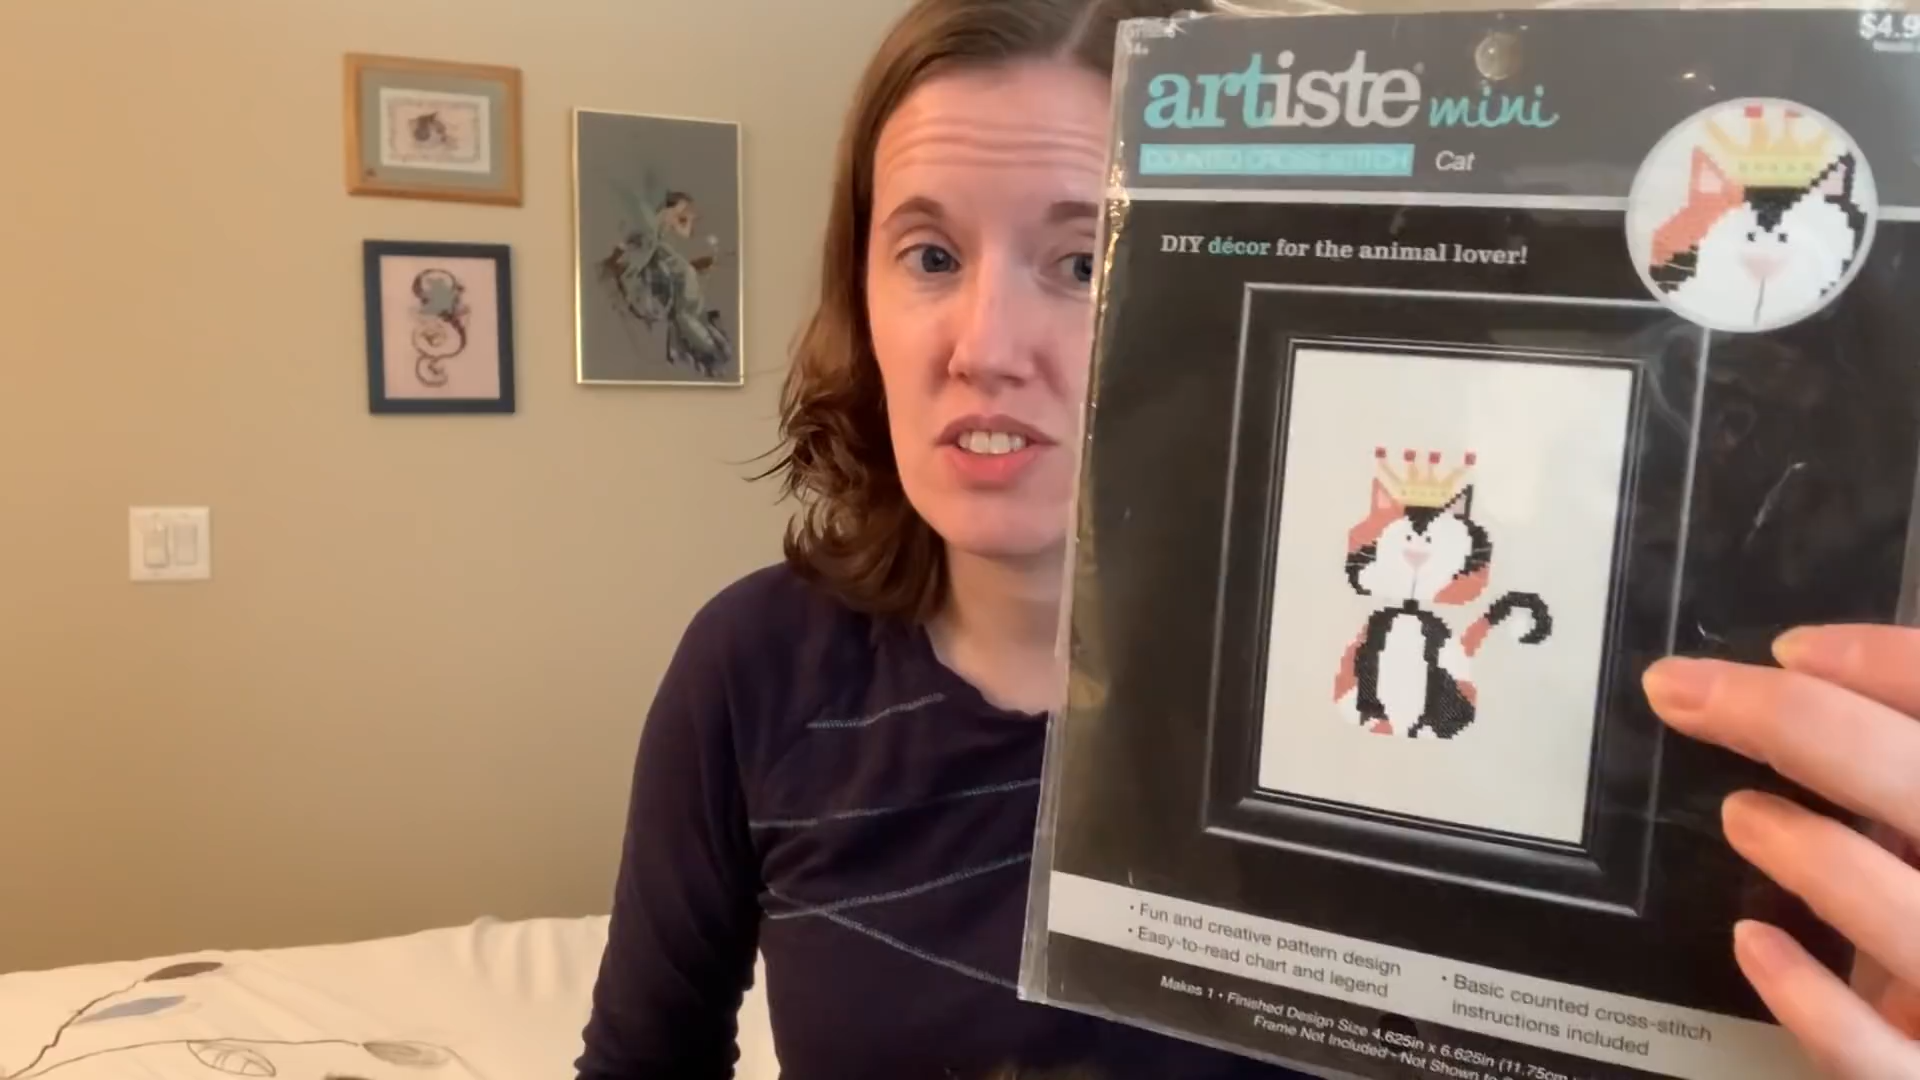 $4.9
artiste mini
COUNTED CROSS-STITCH Cat
DIY décor for the animal lover!
• Fun and creative pattern design
• Easy-to-read chart and legend
• Basic counted cross-stitch
instructions included
Makes 1 • Finished Design Size 4.625in x 6.625in (11.75cm
Frame Not Included - Not Shown to